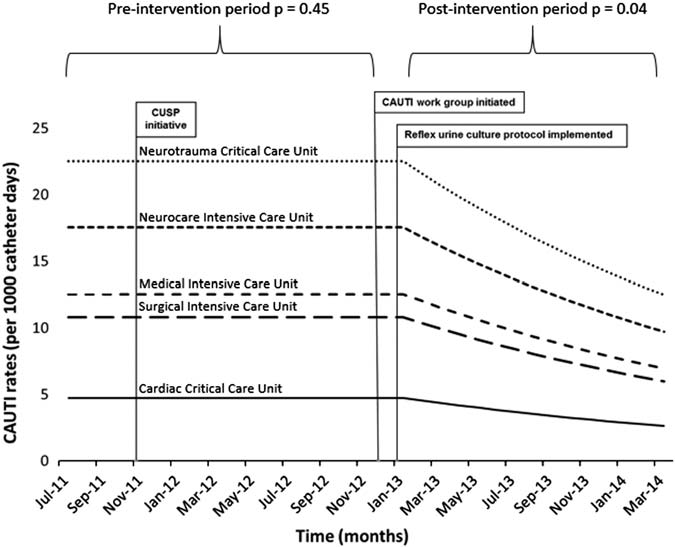 Pre-intervention period p = 0.45
Post-intervention period p = 0.04
CUSP
initiative
CAUTI work group initiated
Reflex urine culture protocol implemented
CAUTI rates (per 1000 catheter days)
25
20
15
10
5
0
Neurotrauma Critical Care Unit
Neurocare Intensive Care Unit
Medical Intensive Care Unit
Surgical Intensive Care Unit
Cardiac Critical Care Unit
Jul-11
Sep-11
Nov-11
Jan-12
Mar-12
May-12
Jul-12
Sep-12
Nov-12
Jan-13
Mar-13
May-13
Jul-13
Sep-13
Nov-13
Jan-14
Mar-14
Time (months)